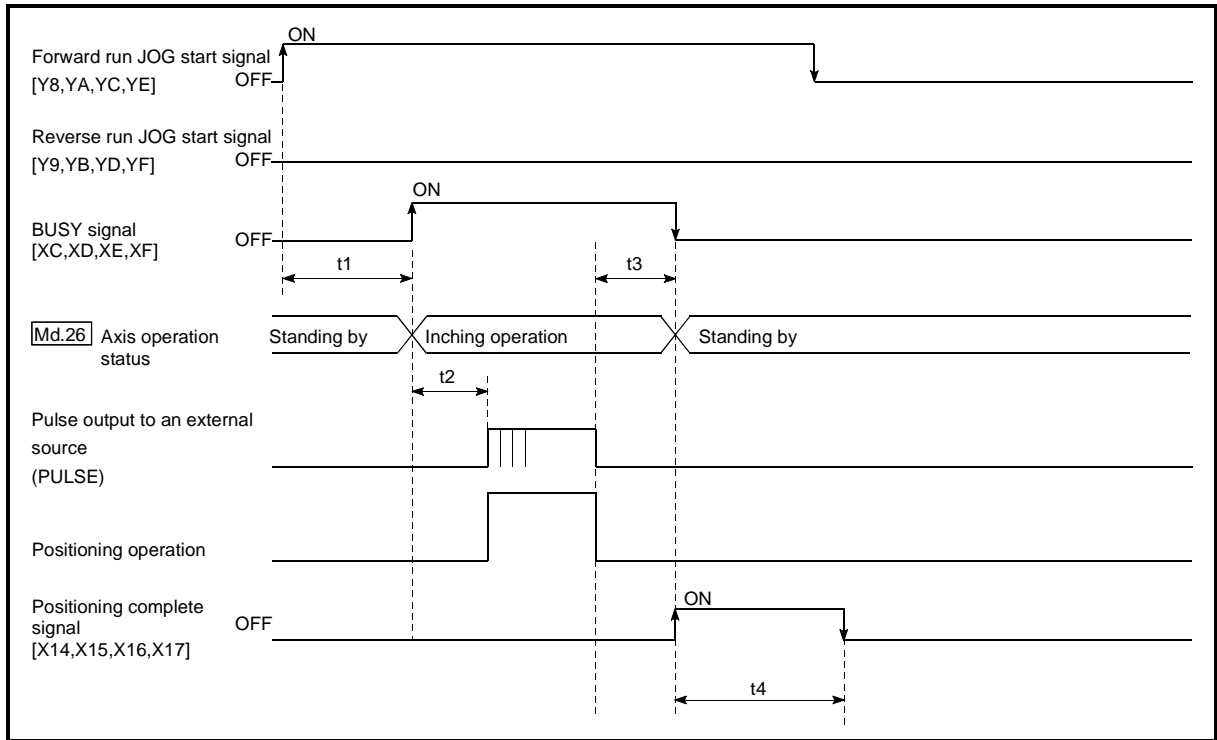 ON
Forward run JOG start signal
[Y8,YA,YC,YE]
OFF
Reverse run JOG start signal
[Y9,YB,YD,YF]
OFF
ON
BUSY signal
[XC,XD,XE,XF]
OFF
t1
t3
Md.26 Axis operation
status
Standing by
Inching operation
Standing by
t2
Pulse output to an external
source
(PULSE)
Positioning operation
Positioning complete
signal
[X14,X15,X16,X17]
OFF
ON
t4